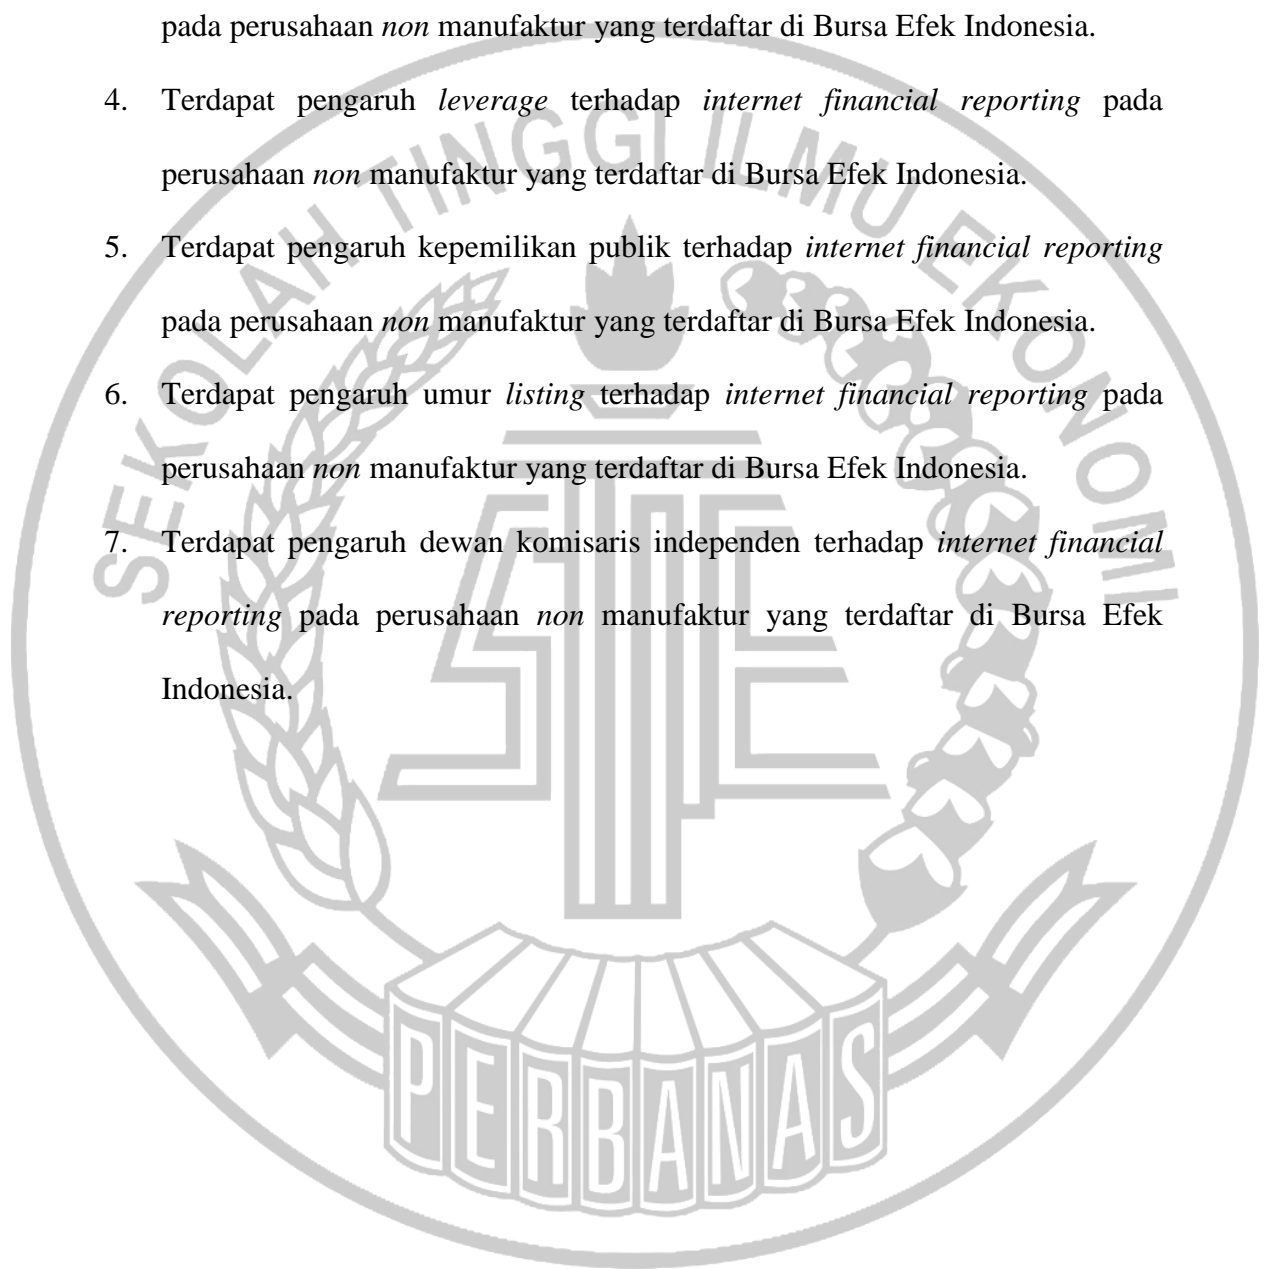 pada perusahaan non manufaktur yang terdaftar di Bursa Efek Indonesia.
4. Terdapat pengaruh leverage terhadap internet financial reporting pada
perusahaan non manufaktur yang terdaftar di Bursa Efek Indonesia.
5. Terdapat pengaruh kepemilikan publik terhadap internet financial reporting
pada perusahaan non manufaktur yang terdaftar di Bursa Efek Indonesia.
6. Terdapat pengaruh umur listing terhadap internet financial reporting pada
perusahaan non manufaktur yang terdaftar di Bursa Efek Indonesia.
7. Terdapat pengaruh dewan komisaris independen terhadap internet financial
reporting pada perusahaan non manufaktur yang terdaftar di Bursa Efek
Indonesia.
SEKOLAH TINGGI ILMU EKONOMI
PERBANAS